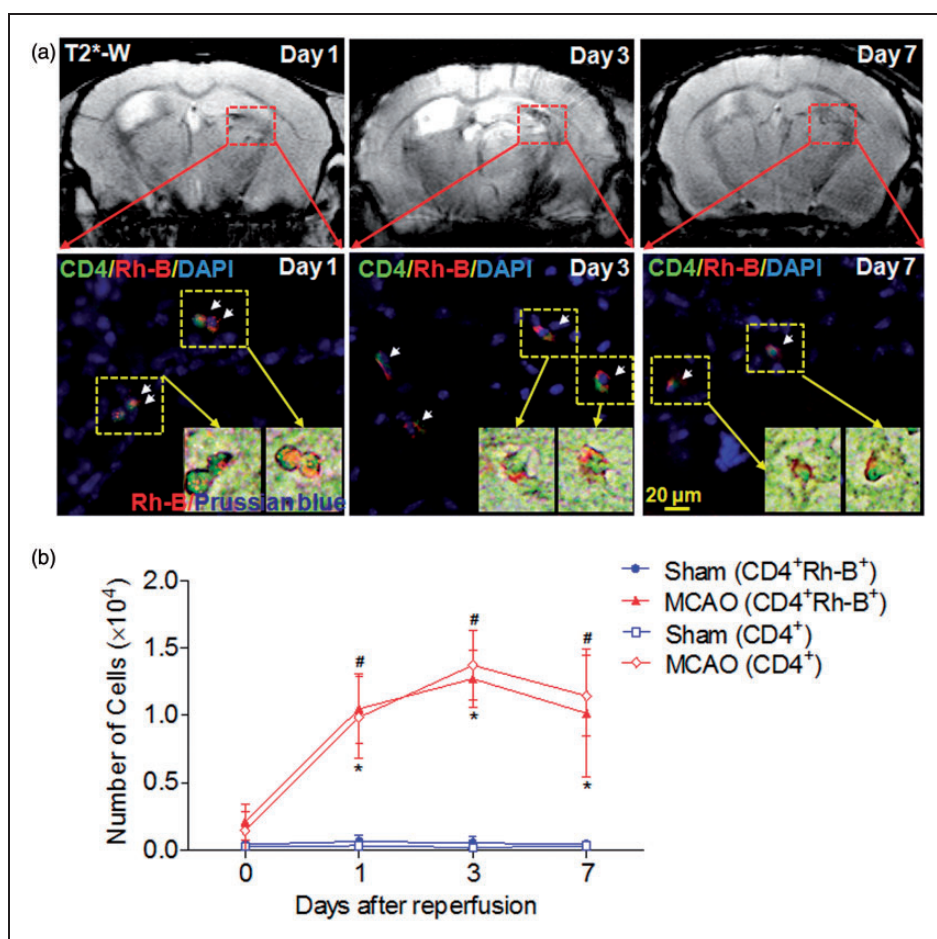 (a)
T2*-W Day 1 Day 3 Day 7
CD4/Rh-B/DAPI Day 1 CD4/Rh-B/DAPI Day 3 CD4/Rh-B/DAPI Day 7
Rh-B/Prussian blue 20 µm
(b)
Number of Cells (×10⁴)
2.0
1.5
1.0
0.5
0.0
# # #
* * *
0 1 3 7
Days after reperfusion
Sham (CD4⁺Rh-B⁺)
MCAO (CD4⁺Rh-B⁺)
Sham (CD4⁺)
MCAO (CD4⁺)